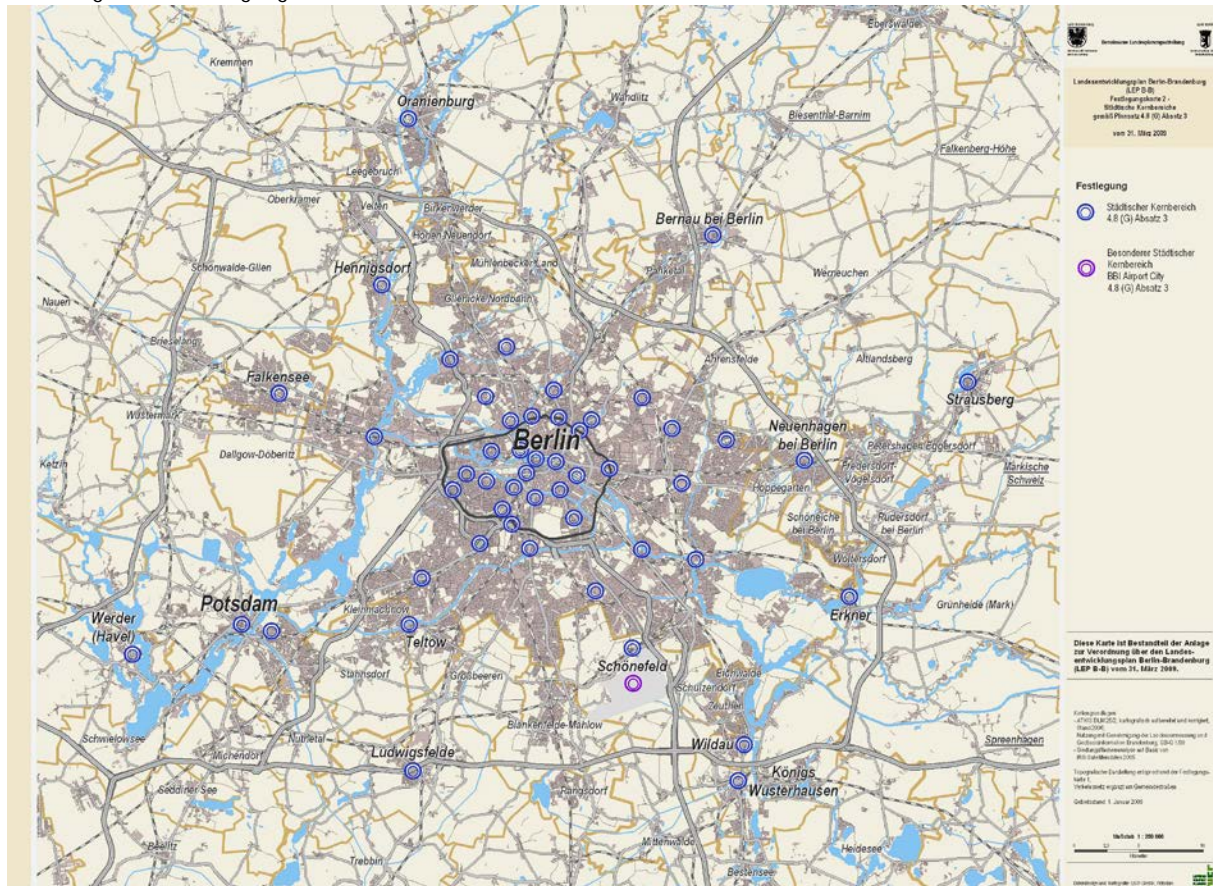 Gemeinsame Landesplanungsabteilung
Landesentwicklungsplan Berlin-Brandenburg
(LEP B-B)
Festlegungskarte 2 -
Städtische Kernbereiche
gemäß Plansatz 4.8 (G) Absatz 3
vom 31. März 2009
Festlegung
Städtischer Kernbereich
4.8 (G) Absatz 3
Besonderer Städtischer
Kernbereich
BBI Airport City
4.8 (G) Absatz 3
Eberswalde
Kremmen
Oranienburg
Wandlitz
Biesenthal-Barnim
Falkenberg-Höhe
Leegebruch
Oberkrämer
Velten
Birkenwerder
Bernau bei Berlin
Hohen Neuendorf
Schönwalde-Glien
Hennigsdorf
Mühlenbecker Land
Panketal
Werneuchen
Nauen
Glienicke/Nordbahn
Brieselang
Ahrensfelde
Altlandsberg
Falkensee
Strausberg
Wustermark
Berlin
Neuenhagen
bei Berlin
Petershagen/Eggersdorf
Dallgow-Döberitz
Ketzin
Fredersdorf-
Vogelsdorf
Märkische
Schweiz
Hoppegarten
Schöneiche
bei Berlin
Rüdersdorf
bei Berlin
Woltersdorf
Potsdam
Kleinmachnow
Erkner
Grünheide (Mark)
Werder
(Havel)
Teltow
Stahnsdorf
Großbeeren
Schönefeld
Eichwalde
Schulzendorf
Zeuthen
Blankenfelde-Mahlow
Schwielowsee
Michendorf
Nuthetal
Ludwigsfelde
Wildau
Spreenhagen
Königs
Wusterhausen
Seddiner See
Rangsdorf
Beelitz
Trebbin
Mittenwalde
Heidesee
Bestensee
Diese Karte ist Bestandteil der Anlage
zur Verordnung über den Landes-
entwicklungsplan Berlin-Brandenburg
(LEP B-B) vom 31. März 2009.